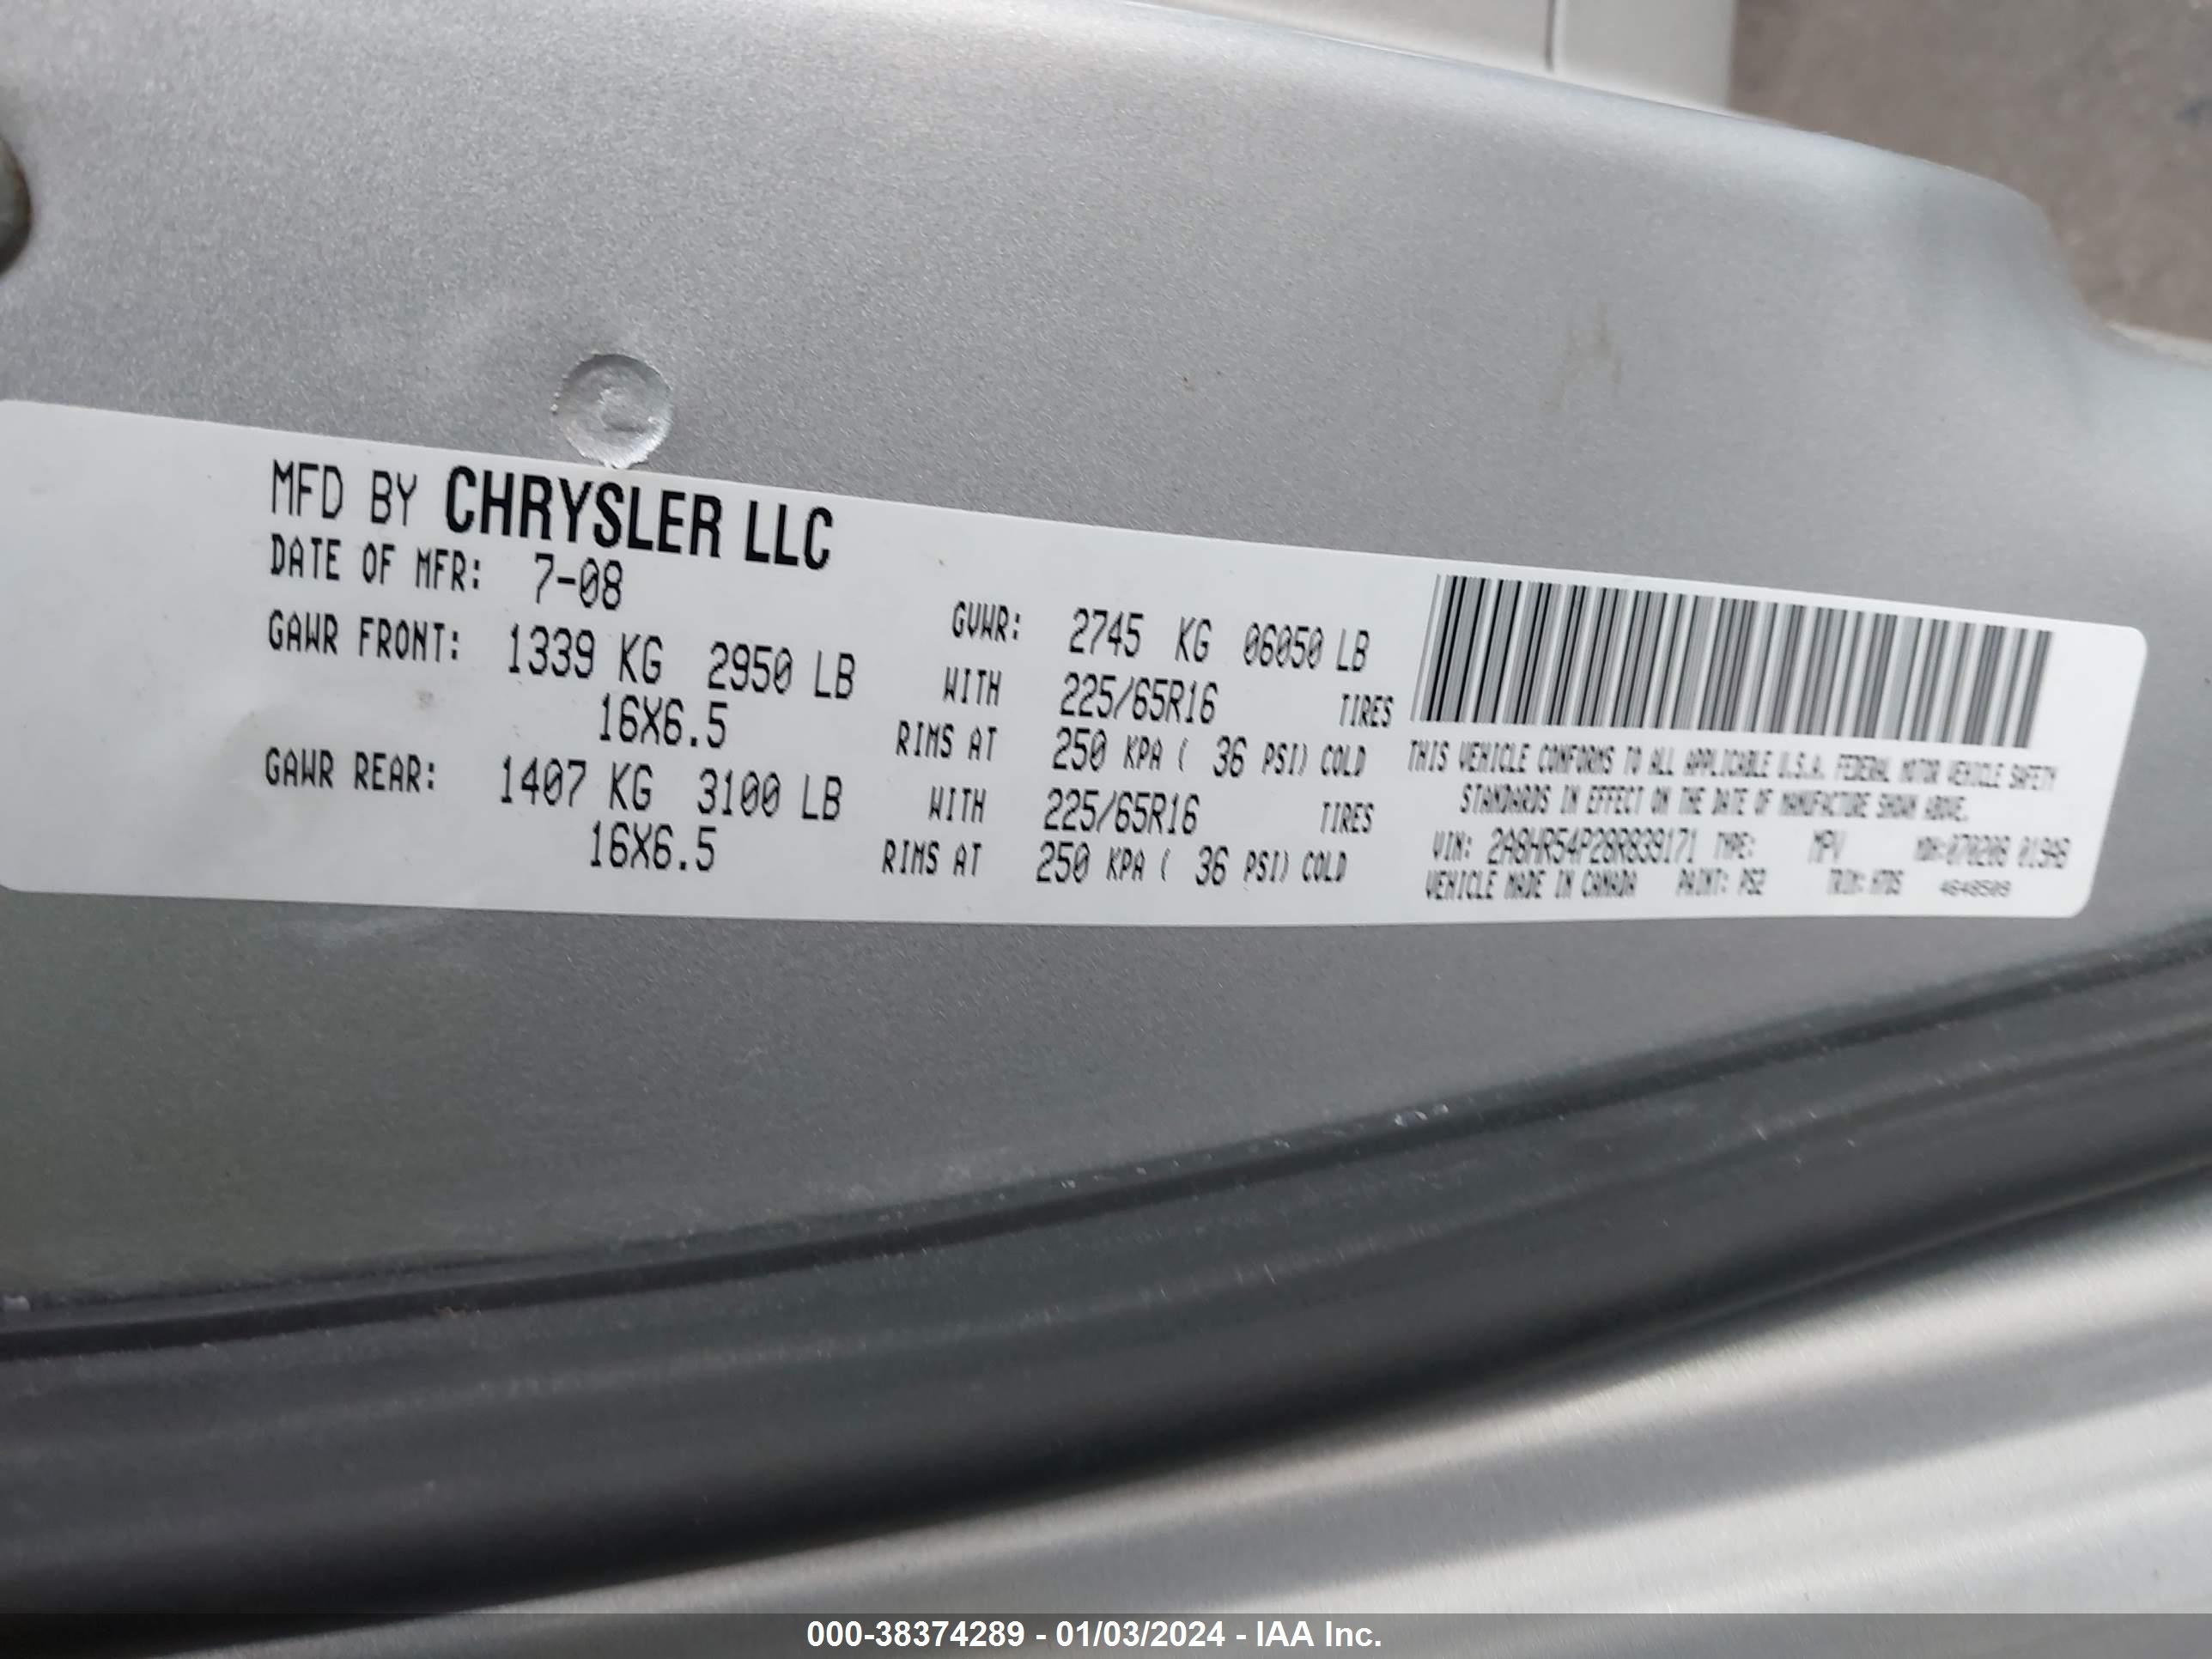 MFD BY CHRYSLER LLC
DATE OF MFR: 7-08 GVWR: 2745 KG 06050 LB
GAWR FRONT: 1339 KG 2950 LB WITH 225/65R16 TIRES
16X6.5 RIMS AT 250 KPA ( 36 PSI) COLD
GAWR REAR: 1407 KG 3100 LB WITH 225/65R16 TIRES
16X6.5 RIMS AT 250 KPA ( 36 PSI) COLD
THIS VEHICLE CONFORMS TO ALL APPLICABLE U.S.A. FEDERAL MOTOR VEHICLE SAFETY
STANDARDS IN EFFECT ON THE DATE OF MANUFACTURE SHOWN ABOVE.
VIN: 2A8HR54P28R839171 TYPE: MPV MDH:070208
VEHICLE MADE IN CANADA PAINT: PS2 TRIM: H7DS
000-38374289 - 01/03/2024 - IAA Inc.